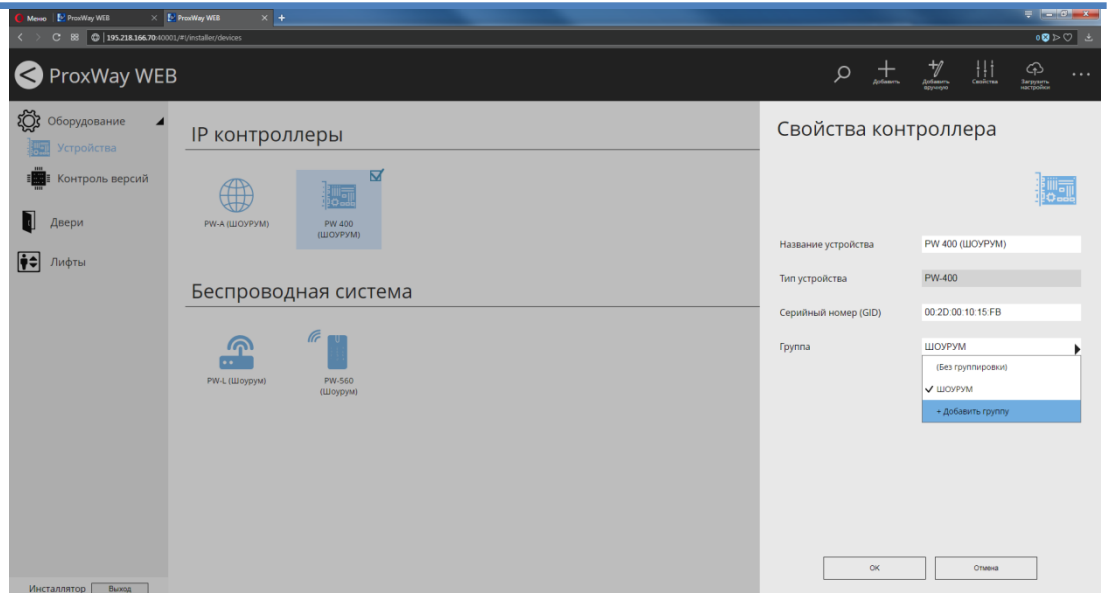 Меню
ProxWay WEB
ProxWay WEB
195.218.166.70:40001/#!/installer/devices
0
ProxWay WEB
Добавить
Добавить вручную
Свойства
Загрузить настройки
Оборудование
Устройства
Контроль версий
Двери
Лифты
IP контроллеры
PW-A (ШОУРУМ)
PW 400
(ШОУРУМ)
Беспроводная система
PW-L (Шоурум)
PW-560
(Шоурум)
Свойства контроллера
Название устройства
PW 400 (ШОУРУМ)
Тип устройства
PW-400
Серийный номер (GID)
00:2D:00:10:15:FB
Группа
ШОУРУМ
(Без группировки)
ШОУРУМ
+ Добавить группу
OK
Отмена
Инсталлятор
Выход